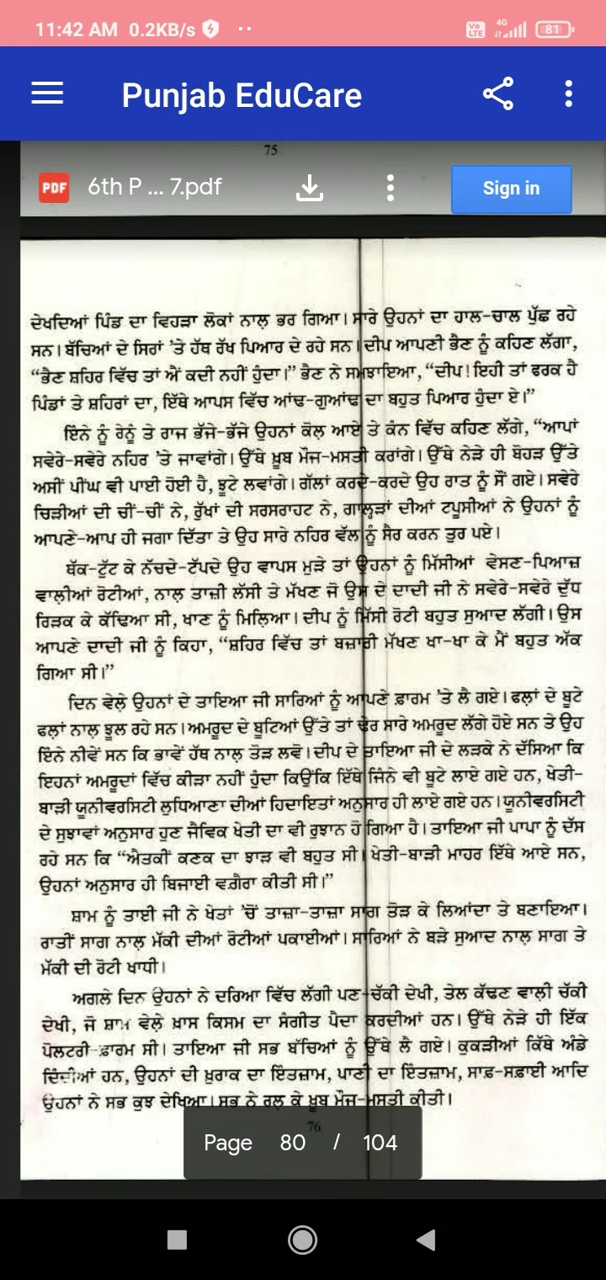 11:42 AM 0.2KB/s
Vo LTE 4G 81
Punjab EduCare
75
PDF 6th P ... 7.pdf Sign in
ਦੇਖਦਿਆਂ ਪਿੰਡ ਦਾ ਵਿਹੜਾ ਲੋਕਾਂ ਨਾਲ਼ ਭਰ ਗਿਆ। ਸਾਰੇ ਉਹਨਾਂ ਦਾ ਹਾਲ-ਚਾਲ ਪੁੱਛ ਰਹੇ
ਸਨ। ਬੱਚਿਆਂ ਦੇ ਸਿਰਾਂ 'ਤੇ ਹੱਥ ਰੱਖ ਪਿਆਰ ਦੇ ਰਹੇ ਸਨ। ਦੀਪ ਆਪਣੀ ਭੈਣ ਨੂੰ ਕਹਿਣ ਲੱਗਾ,
“ਭੈਣ ਸ਼ਹਿਰ ਵਿੱਚ ਤਾਂ ਐਂ ਕਦੀ ਨਹੀਂ ਹੁੰਦਾ।” ਭੈਣ ਨੇ ਸਮਝਾਇਆ, “ਦੀਪ! ਇਹੀ ਤਾਂ ਫਰਕ ਹੈ
ਪਿੰਡਾਂ ਤੇ ਸ਼ਹਿਰਾਂ ਦਾ, ਇੱਥੇ ਆਪਸ ਵਿੱਚ ਆਂਢ-ਗੁਆਂਢ ਦਾ ਬਹੁਤ ਪਿਆਰ ਹੁੰਦਾ ਏ।”
ਇੰਨੇ ਨੂੰ ਰੇਨੂੰ ਤੇ ਰਾਜ ਭੱਜੇ-ਭੱਜੇ ਉਹਨਾਂ ਕੋਲ਼ ਆਏ ਤੇ ਕੰਨ ਵਿੱਚ ਕਹਿਣ ਲੱਗੇ, “ਆਪਾਂ
ਸਵੇਰੇ-ਸਵੇਰੇ ਨਹਿਰ 'ਤੇ ਜਾਵਾਂਗੇ। ਉੱਥੇ ਖ਼ੂਬ ਮੌਜ-ਮਸਤੀ ਕਰਾਂਗੇ। ਉੱਥੇ ਨੇੜੇ ਹੀ ਬੋਹੜ ਉੱਤੇ
ਅਸੀਂ ਪੀਂਘ ਵੀ ਪਾਈ ਹੋਈ ਹੈ, ਝੂਟੇ ਲਵਾਂਗੇ। ਗੱਲਾਂ ਕਰਦੇ-ਕਰਦੇ ਉਹ ਰਾਤ ਨੂੰ ਸੌਂ ਗਏ। ਸਵੇਰੇ
ਚਿੜੀਆਂ ਦੀ ਚੀਂ-ਚੀਂ ਨੇ, ਰੁੱਖਾਂ ਦੀ ਸਰਸਰਾਹਟ ਨੇ, ਗਾਲ੍ਹੜਾਂ ਦੀਆਂ ਟਪੂਸੀਆਂ ਨੇ ਉਹਨਾਂ ਨੂੰ
ਆਪਣੇ-ਆਪ ਹੀ ਜਗਾ ਦਿੱਤਾ ਤੇ ਉਹ ਸਾਰੇ ਨਹਿਰ ਵੱਲ ਨੂੰ ਸੈਰ ਕਰਨ ਤੁਰ ਪਏ।
ਥੱਕ-ਟੁੱਟ ਕੇ ਨੱਚਦੇ-ਟੱਪਦੇ ਉਹ ਵਾਪਸ ਮੁੜੇ ਤਾਂ ਉਹਨਾਂ ਨੂੰ ਮਿੱਸੀਆਂ ਵੇਸਣ-ਪਿਆਜ਼
ਵਾਲ਼ੀਆਂ ਰੋਟੀਆਂ, ਨਾਲ਼ ਤਾਜ਼ੀ ਲੱਸੀ ਤੇ ਮੱਖਣ ਜੋ ਉਸ ਦੇ ਦਾਦੀ ਜੀ ਨੇ ਸਵੇਰੇ-ਸਵੇਰੇ ਦੁੱਧ
ਰਿੜਕ ਕੇ ਕੱਢਿਆ ਸੀ, ਖਾਣ ਨੂੰ ਮਿਲਿਆ। ਦੀਪ ਨੂੰ ਮਿੱਸੀ ਰੋਟੀ ਬਹੁਤ ਸੁਆਦ ਲੱਗੀ। ਉਸ
ਆਪਣੇ ਦਾਦੀ ਜੀ ਨੂੰ ਕਿਹਾ, “ਸ਼ਹਿਰ ਵਿੱਚ ਤਾਂ ਬਜ਼ਾਰੀ ਮੱਖਣ ਖਾ-ਖਾ ਕੇ ਮੈਂ ਬਹੁਤ ਅੱਕ
ਗਿਆ ਸੀ।”
ਦਿਨ ਵੇਲ਼ੇ ਉਹਨਾਂ ਦੇ ਤਾਇਆ ਜੀ ਸਾਰਿਆਂ ਨੂੰ ਆਪਣੇ ਫ਼ਾਰਮ 'ਤੇ ਲੈ ਗਏ। ਫਲ਼ਾਂ ਦੇ ਬੂਟੇ
ਫਲ਼ਾਂ ਨਾਲ਼ ਝੂਲ ਰਹੇ ਸਨ। ਅਮਰੂਦ ਦੇ ਬੂਟਿਆਂ ਉੱਤੇ ਤਾਂ ਢੇਰ ਸਾਰੇ ਅਮਰੂਦ ਲੱਗੇ ਹੋਏ ਸਨ ਤੇ ਉਹ
ਇੰਨੇ ਨੀਵੇਂ ਸਨ ਕਿ ਭਾਵੇਂ ਹੱਥ ਨਾਲ਼ ਤੋੜ ਲਵੋ। ਦੀਪ ਦੇ ਤਾਇਆ ਜੀ ਦੇ ਲੜਕੇ ਨੇ ਦੱਸਿਆ ਕਿ
ਇਹਨਾਂ ਅਮਰੂਦਾਂ ਵਿੱਚ ਕੀੜਾ ਨਹੀਂ ਹੁੰਦਾ ਕਿਉਂਕਿ ਇੱਥੇ ਜਿੰਨੇ ਵੀ ਬੂਟੇ ਲਾਏ ਗਏ ਹਨ, ਖੇਤੀ-
ਬਾੜੀ ਯੂਨੀਵਰਸਿਟੀ ਲੁਧਿਆਣਾ ਦੀਆਂ ਹਿਦਾਇਤਾਂ ਅਨੁਸਾਰ ਹੀ ਲਾਏ ਗਏ ਹਨ। ਯੂਨੀਵਰਸਿਟੀ
ਦੇ ਸੁਝਾਵਾਂ ਅਨੁਸਾਰ ਹੁਣ ਜੈਵਿਕ ਖੇਤੀ ਦਾ ਵੀ ਰੁਝਾਨ ਹੋ ਗਿਆ ਹੈ। ਤਾਇਆ ਜੀ ਪਾਪਾ ਨੂੰ ਦੱਸ
ਰਹੇ ਸਨ ਕਿ “ਐਤਕੀਂ ਕਣਕ ਦਾ ਝਾੜ ਵੀ ਬਹੁਤ ਸੀ। ਖੇਤੀ-ਬਾੜੀ ਮਾਹਰ ਇੱਥੇ ਆਏ ਸਨ,
ਉਹਨਾਂ ਅਨੁਸਾਰ ਹੀ ਬਿਜਾਈ ਵਗ਼ੈਰਾ ਕੀਤੀ ਸੀ।”
ਸ਼ਾਮ ਨੂੰ ਤਾਈ ਜੀ ਨੇ ਖੇਤਾਂ 'ਚੋਂ ਤਾਜ਼ਾ-ਤਾਜ਼ਾ ਸਾਗ ਤੋੜ ਕੇ ਲਿਆਂਦਾ ਤੇ ਬਣਾਇਆ।
ਰਾਤੀਂ ਸਾਗ ਨਾਲ਼ ਮੱਕੀ ਦੀਆਂ ਰੋਟੀਆਂ ਪਕਾਈਆਂ। ਸਾਰਿਆਂ ਨੇ ਬੜੇ ਸੁਆਦ ਨਾਲ਼ ਸਾਗ ਤੇ
ਮੱਕੀ ਦੀ ਰੋਟੀ ਖਾਧੀ।
ਅਗਲੇ ਦਿਨ ਉਹਨਾਂ ਨੇ ਦਰਿਆ ਵਿੱਚ ਲੱਗੀ ਪਣ-ਚੱਕੀ ਦੇਖੀ, ਤੇਲ ਕੱਢਣ ਵਾਲ਼ੀ ਚੱਕੀ
ਦੇਖੀ, ਜੋ ਸ਼ਾਮ ਵੇਲੇ ਖ਼ਾਸ ਕਿਸਮ ਦਾ ਸੰਗੀਤ ਪੈਦਾ ਕਰਦੀਆਂ ਹਨ। ਉੱਥੇ ਨੇੜੇ ਹੀ ਇੱਕ
ਪੋਲਟਰੀ-ਫ਼ਾਰਮ ਸੀ। ਤਾਇਆ ਜੀ ਸਭ ਬੱਚਿਆਂ ਨੂੰ ਉੱਥੇ ਲੈ ਗਏ। ਕੁਕੜੀਆਂ ਕਿੱਥੇ ਅੰਡੇ
ਦਿੰਦੀਆਂ ਹਨ, ਉਹਨਾਂ ਦੀ ਖ਼ੁਰਾਕ ਦਾ ਇੰਤਜ਼ਾਮ, ਪਾਣੀ ਦਾ ਇੰਤਜ਼ਾਮ, ਸਾਫ਼-ਸਫ਼ਾਈ ਆਦਿ
ਉਹਨਾਂ ਨੇ ਸਭ ਕੁਝ ਦੇਖਿਆ। ਸਭ ਨੇ ਰਲ਼ ਕੇ ਖ਼ੂਬ ਮੌਜ-ਮਸਤੀ ਕੀਤੀ।
76
Page 80 / 104